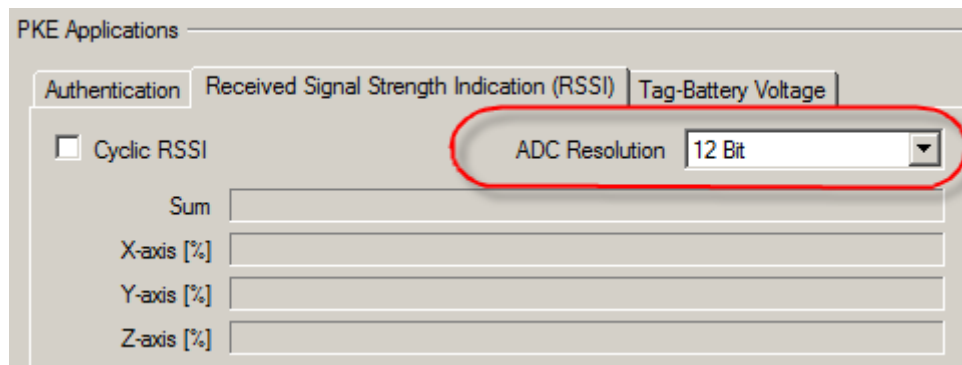 PKE Applications
Authentication Received Signal Strength Indication (RSSI) Tag-Battery Voltage
Cyclic RSSI ADC Resolution 12 Bit
Sum
X-axis [%]
Y-axis [%]
Z-axis [%]